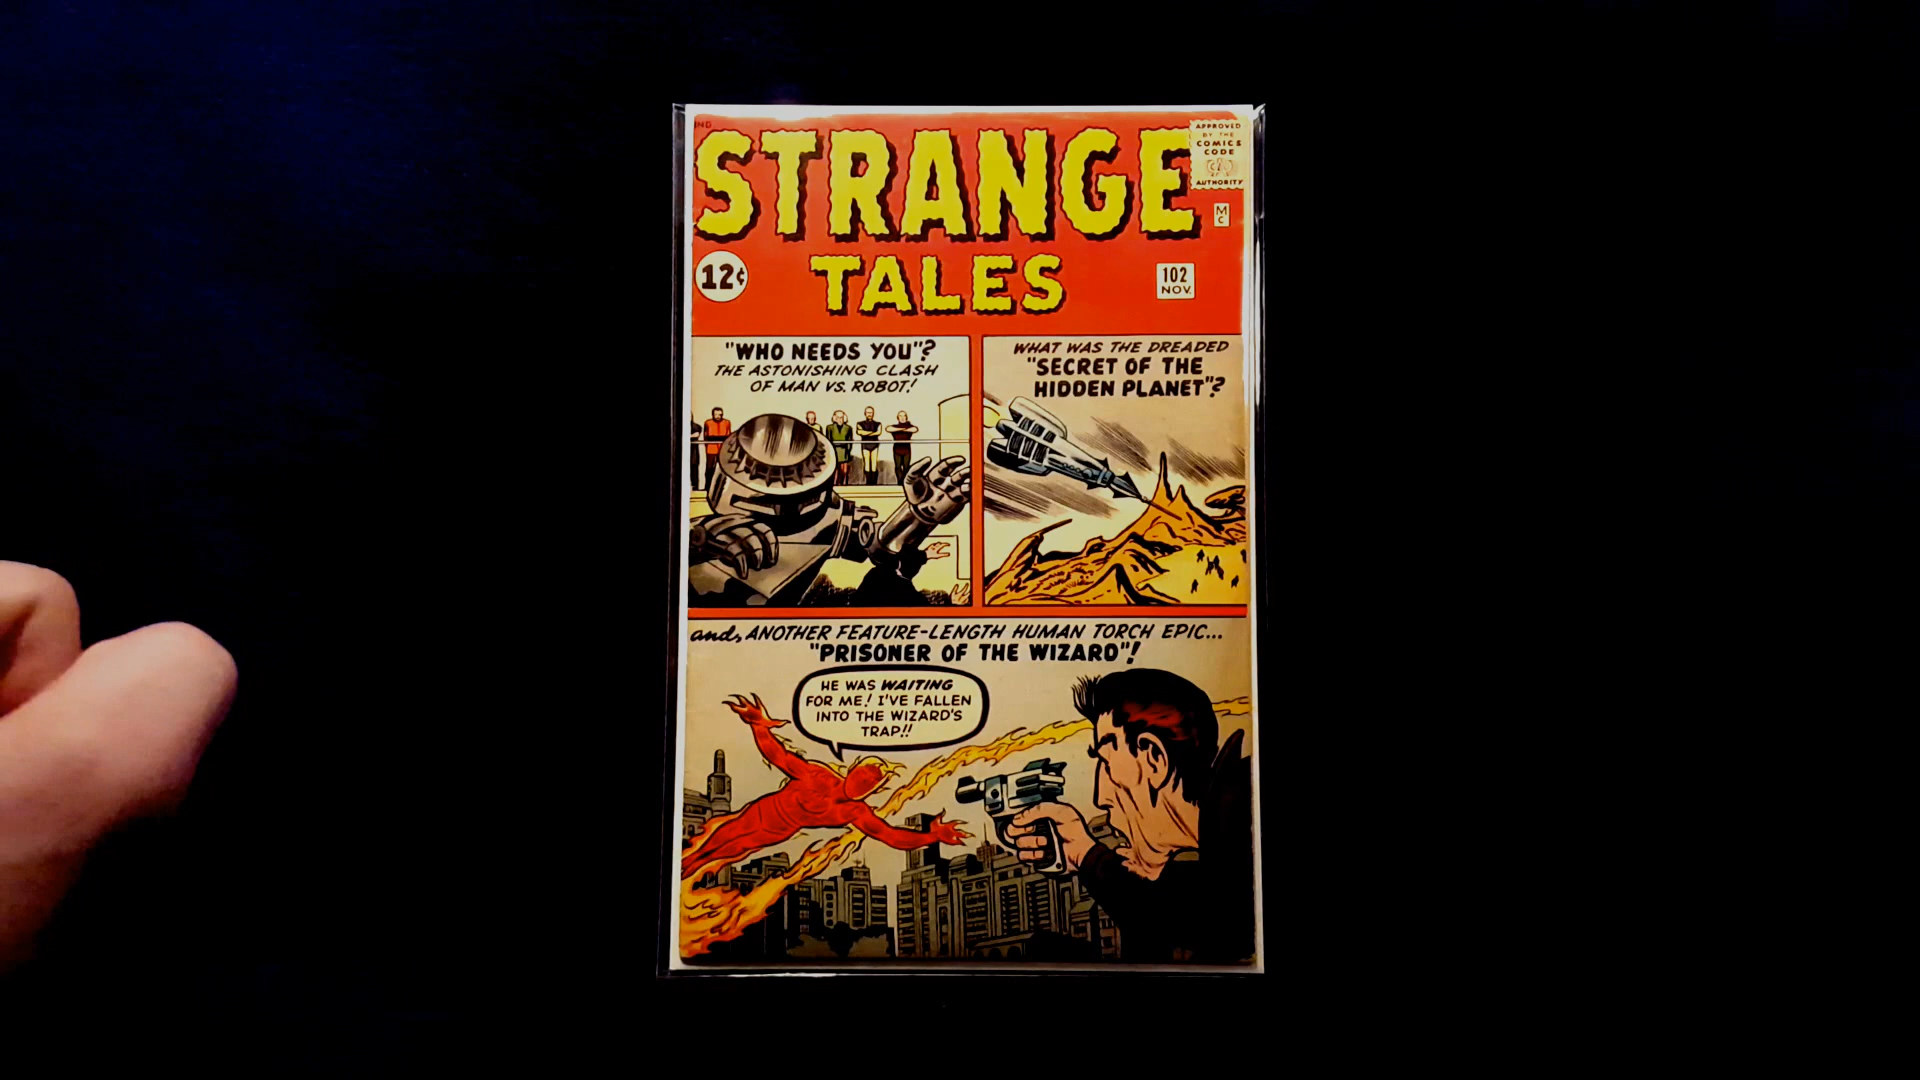 IND
STRANGE
TALES
APPROVED
BY THE
COMICS
CODE
CA
AUTHORITY
M
C
12¢
102
NOV.
"WHO NEEDS YOU"?
THE ASTONISHING CLASH
OF MAN VS. ROBOT!
WHAT WAS THE DREADED
"SECRET OF THE
HIDDEN PLANET"?
and, ANOTHER FEATURE-LENGTH HUMAN TORCH EPIC...
"PRISONER OF THE WIZARD"!
HE WAS WAITING
FOR ME! I'VE FALLEN
INTO THE WIZARD'S
TRAP!!